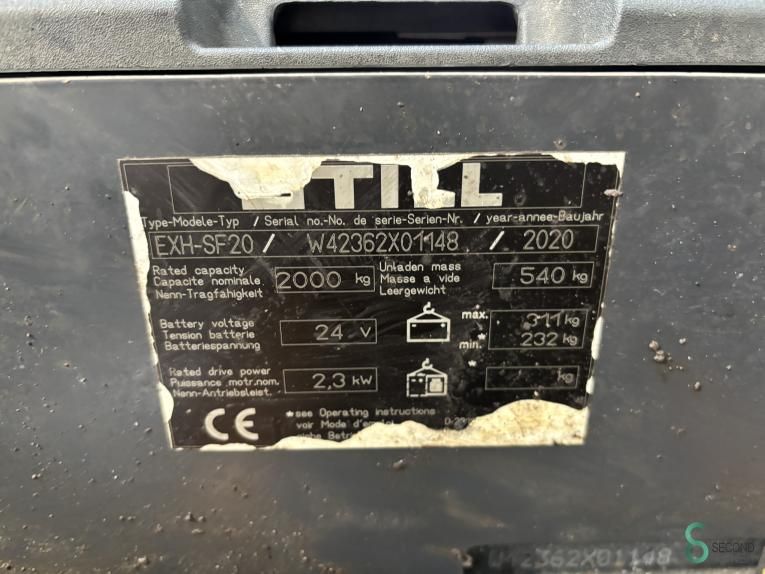 STILL
Type-Modele-Typ / Serial no.-No. de serie-Serien-Nr. / year-annee-Baujahr
EXH-SF20 / W42362X01148 / 2020
Rated capacity
Capacite nominale
Nenn-Tragfähigkeit
2000 kg
Unladen mass
Masse a vide
Leergewicht
540 kg
Battery voltage
Tension batterie
Batteriespannung
24 V
max. 311 kg
*
min. 232 kg
Rated drive power
Puissance motr.nom.
Nenn-Antriebsleist.
2,3 kW
*
kg
CE
*see Operating instructions
voir Mode d'emploi
siehe Betrie
W42362X01148
SECOND